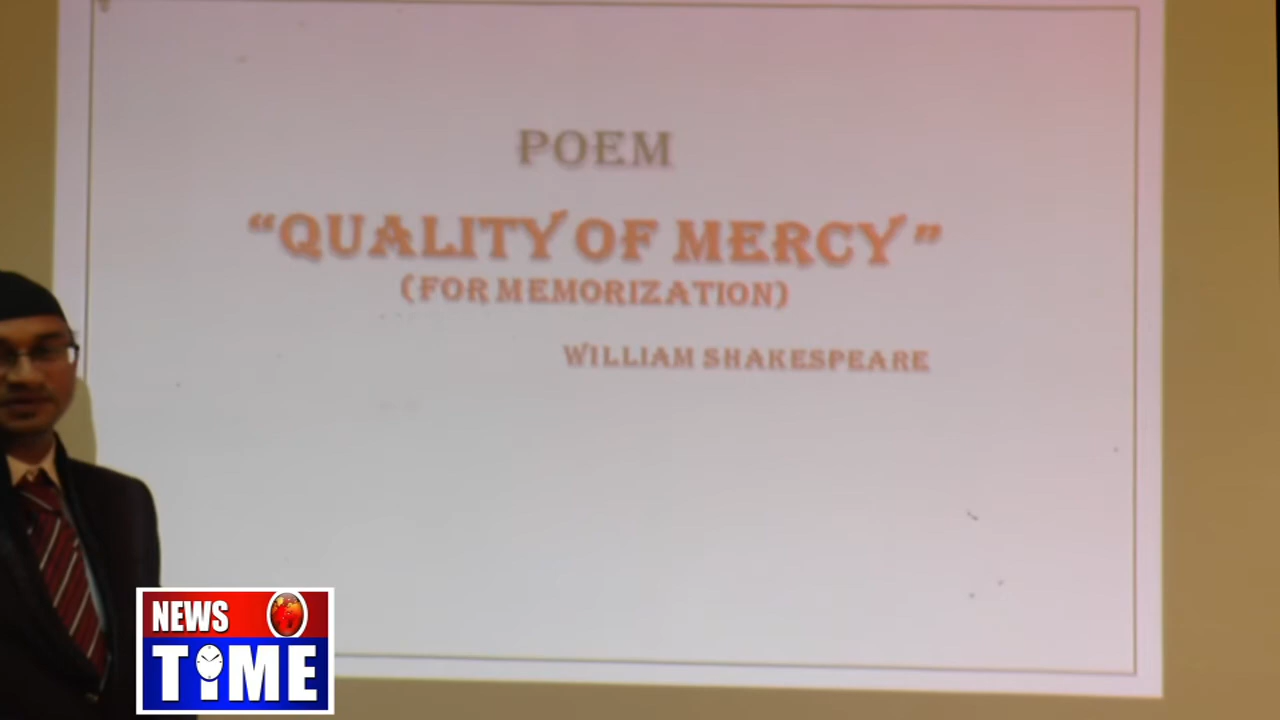 POEM
“QUALITY OF MERCY”
(FOR MEMORIZATION)
WILLIAM SHAKESPEARE
NEWS
TIME